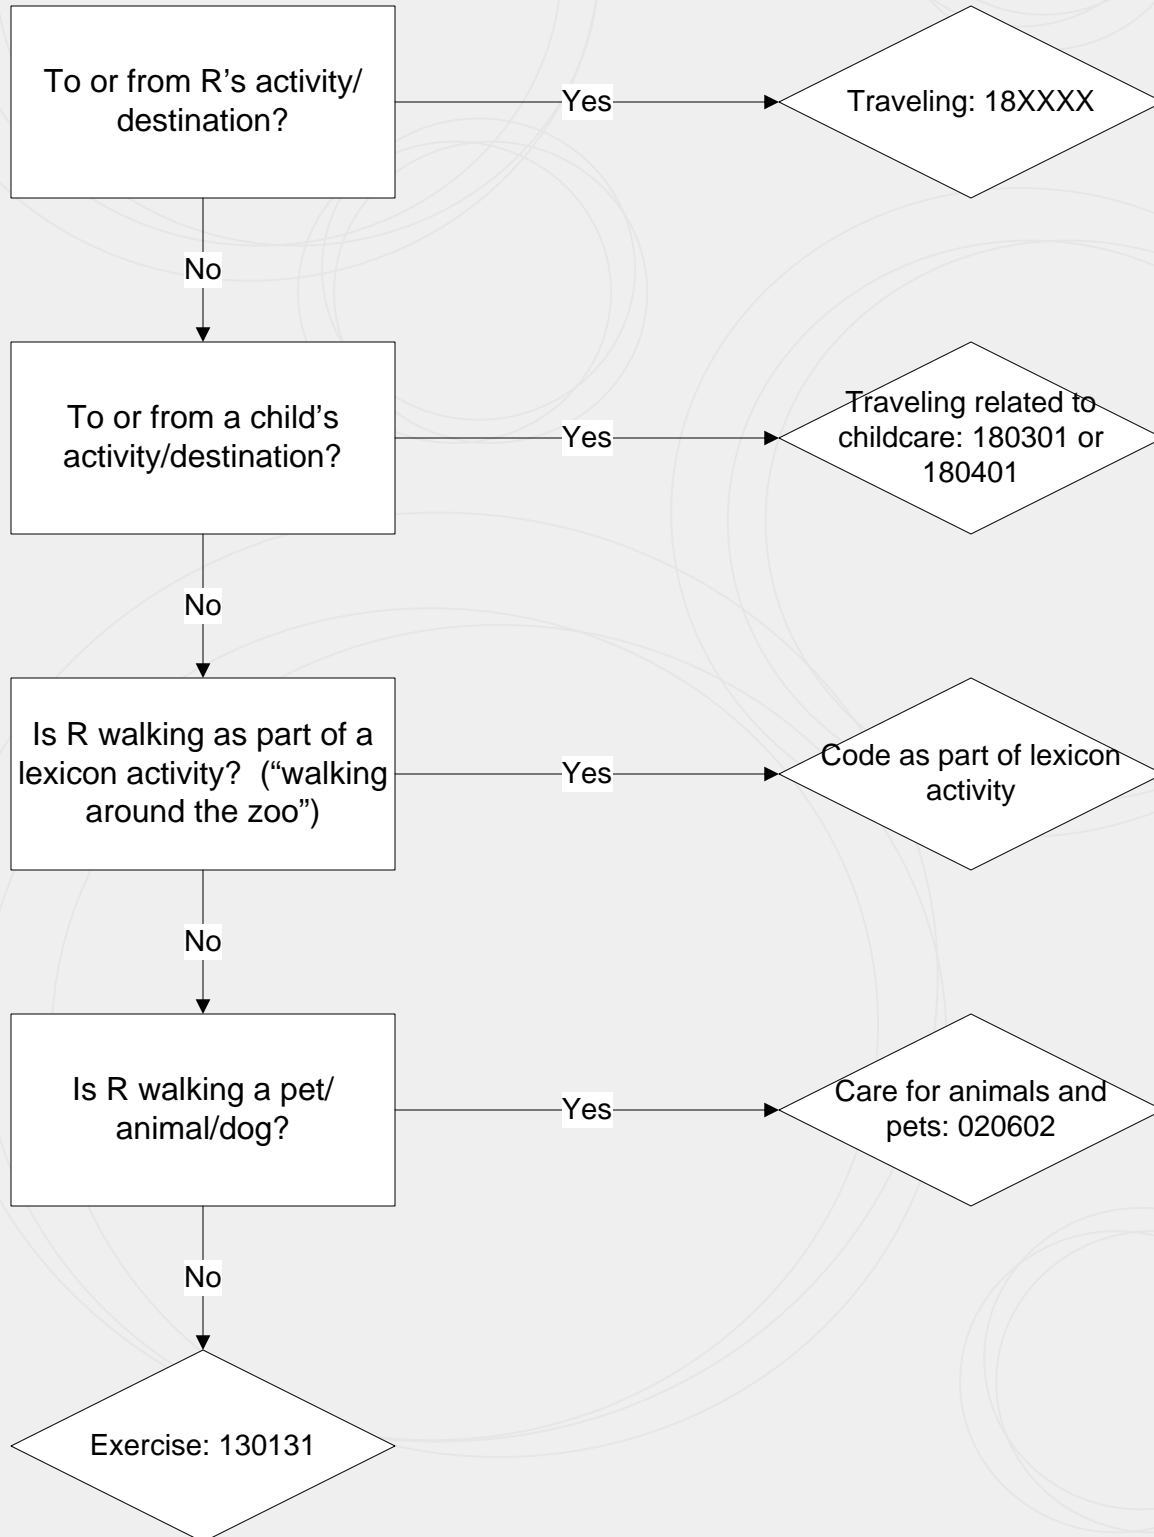 To or from R’s activity/
destination?
Yes
Traveling: 18XXXX
No
To or from a child’s
activity/destination?
Yes
Traveling related to
childcare: 180301 or
180401
No
Is R walking as part of a
lexicon activity?  (“walking
around the zoo”)
Yes
Code as part of lexicon
activity
No
Is R walking a pet/
animal/dog?
Yes
Care for animals and
pets: 020602
No
Exercise: 130131